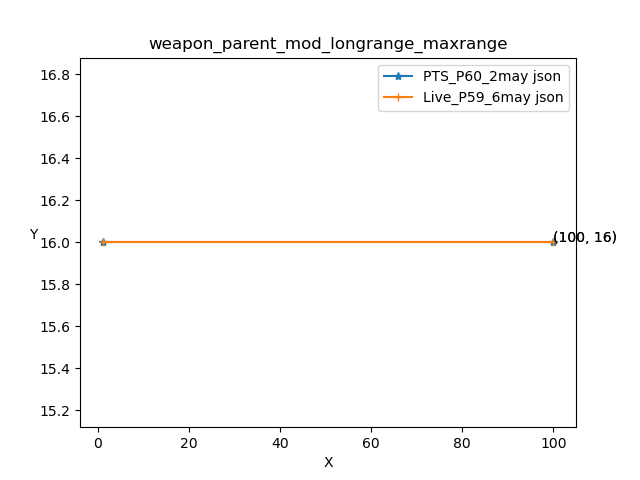 weapon_parent_mod_longrange_maxrange
PTS_P60_2may json
Live_P59_6may json
16.8
16.6
16.4
16.2
Y
16.0
(100, 16)
15.8
15.6
15.4
15.2
0 20 40 60 80 100
X